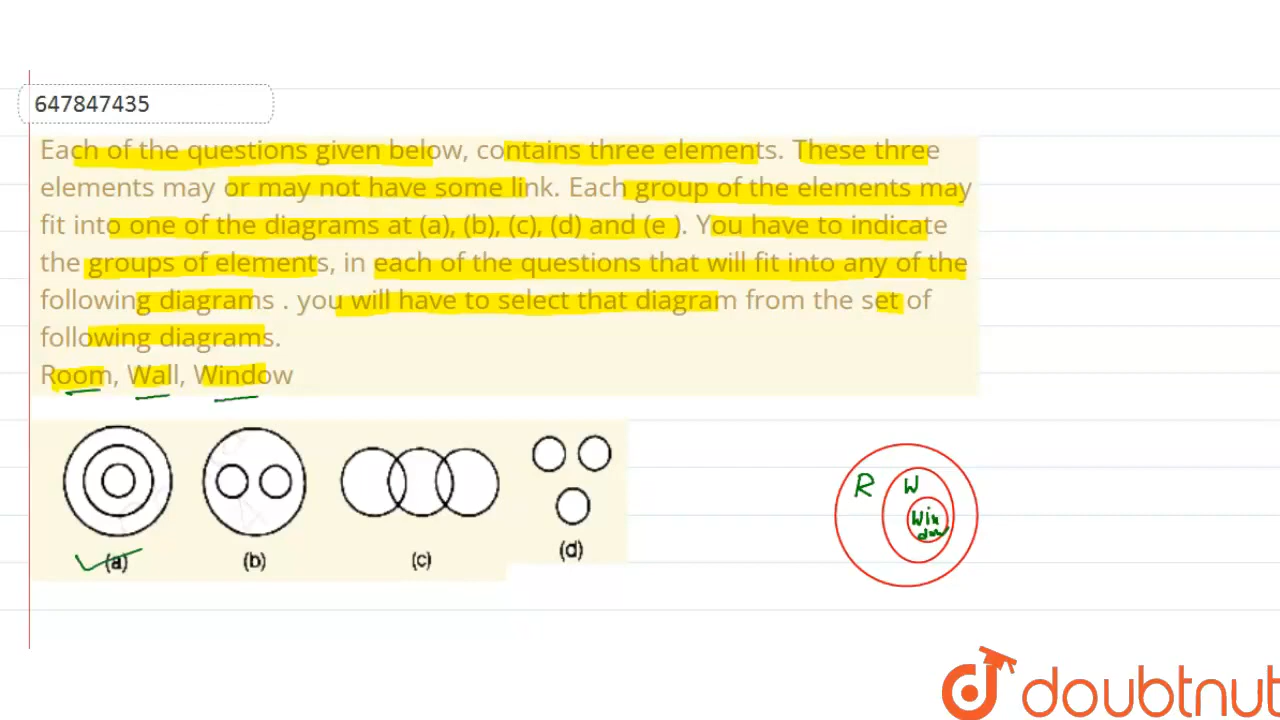 647847435
Each of the questions given below, contains three elements. These three
elements may or may not have some link. Each group of the elements may
fit into one of the diagrams at (a), (b), (c), (d) and (e ). You have to indicate
the groups of elements, in each of the questions that will fit into any of the
following diagrams . you will have to select that diagram from the set of
following diagrams.
Room, Wall, Window
(a) (b) (c) (d)
R W
Win
dow
doubtnut